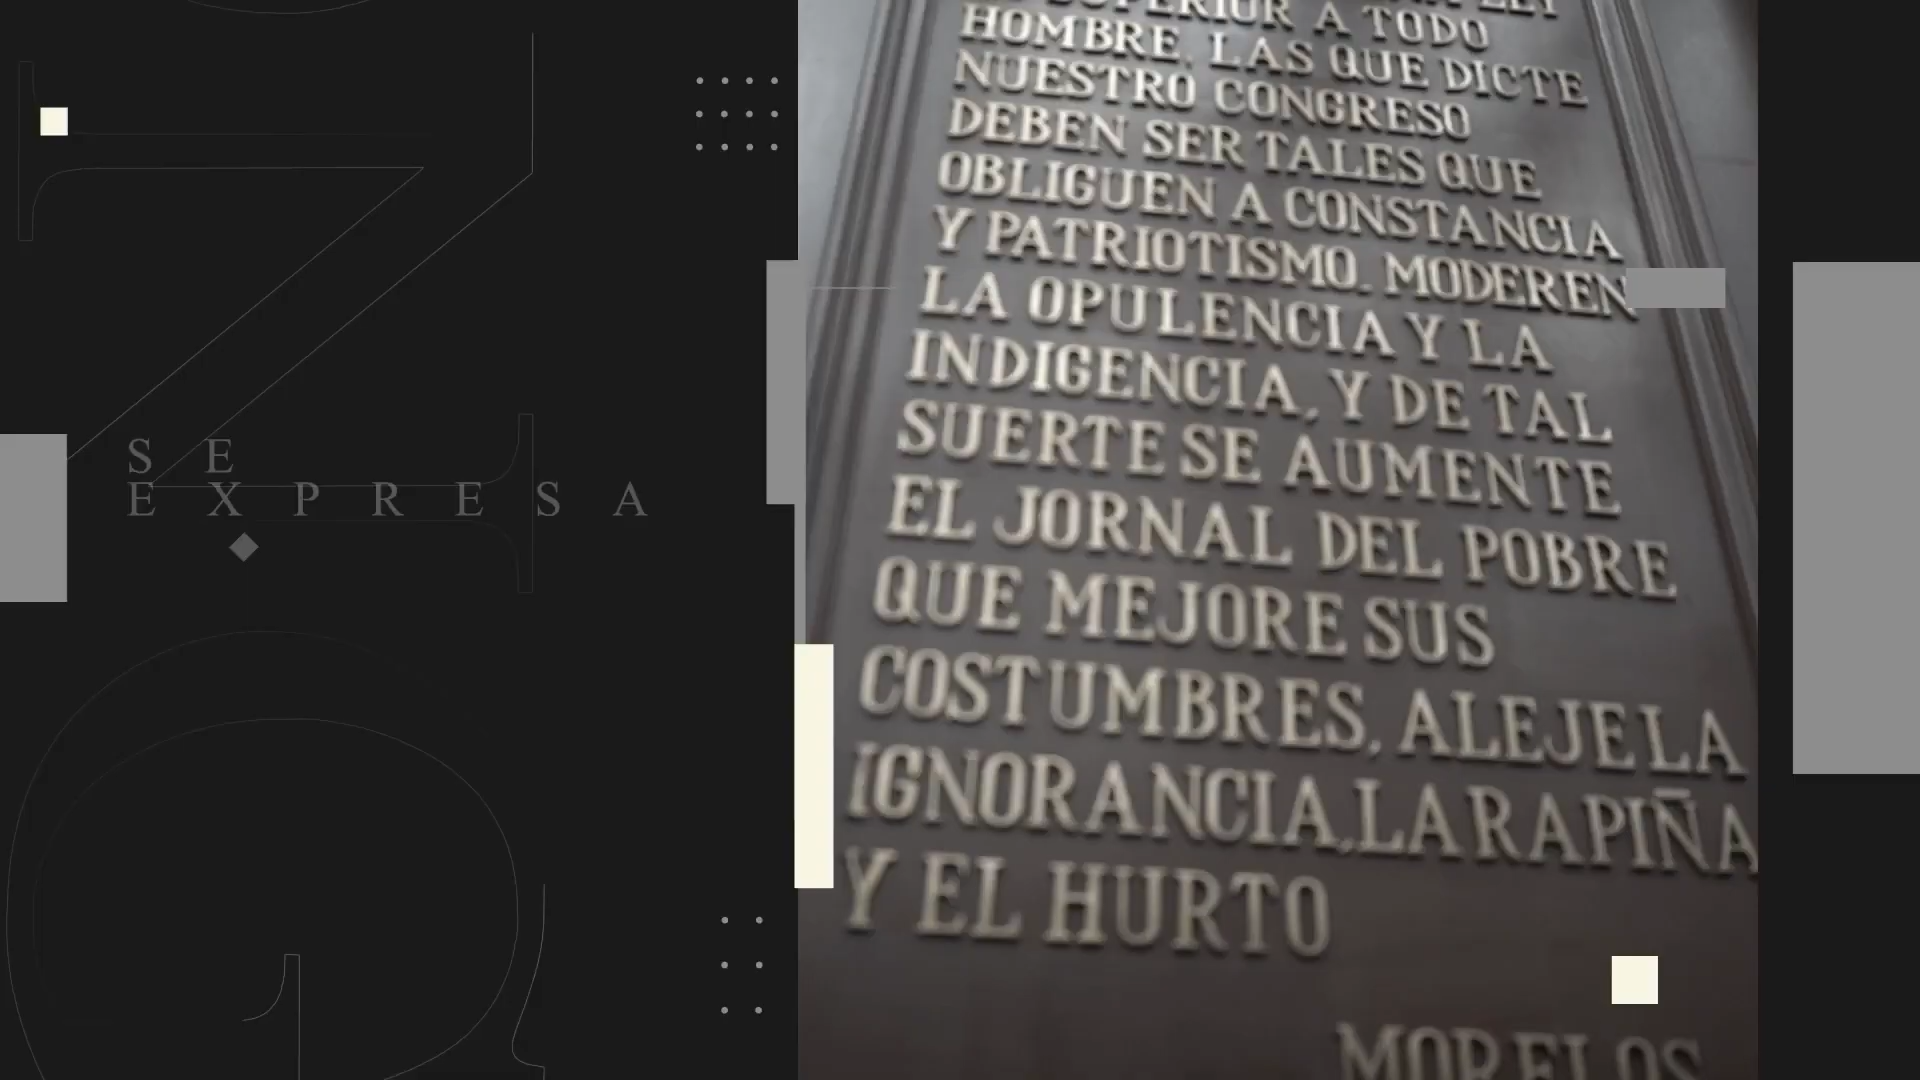 SE
EXPRESA
SUPERIOR A TODO
HOMBRE, LAS QUE DICTE
NUESTRO CONGRESO
DEBEN SER TALES QUE
OBLIGUEN A CONSTANCIA
Y PATRIOTISMO. MODEREN
LA OPULENCIA Y LA
INDIGENCIA, Y DE TAL
SUERTE SE AUMENTE
EL JORNAL DEL POBRE
QUE MEJORE SUS
COSTUMBRES, ALEJE LA
IGNORANCIA, LA RAPIÑA
Y EL HURTO
MORELOS